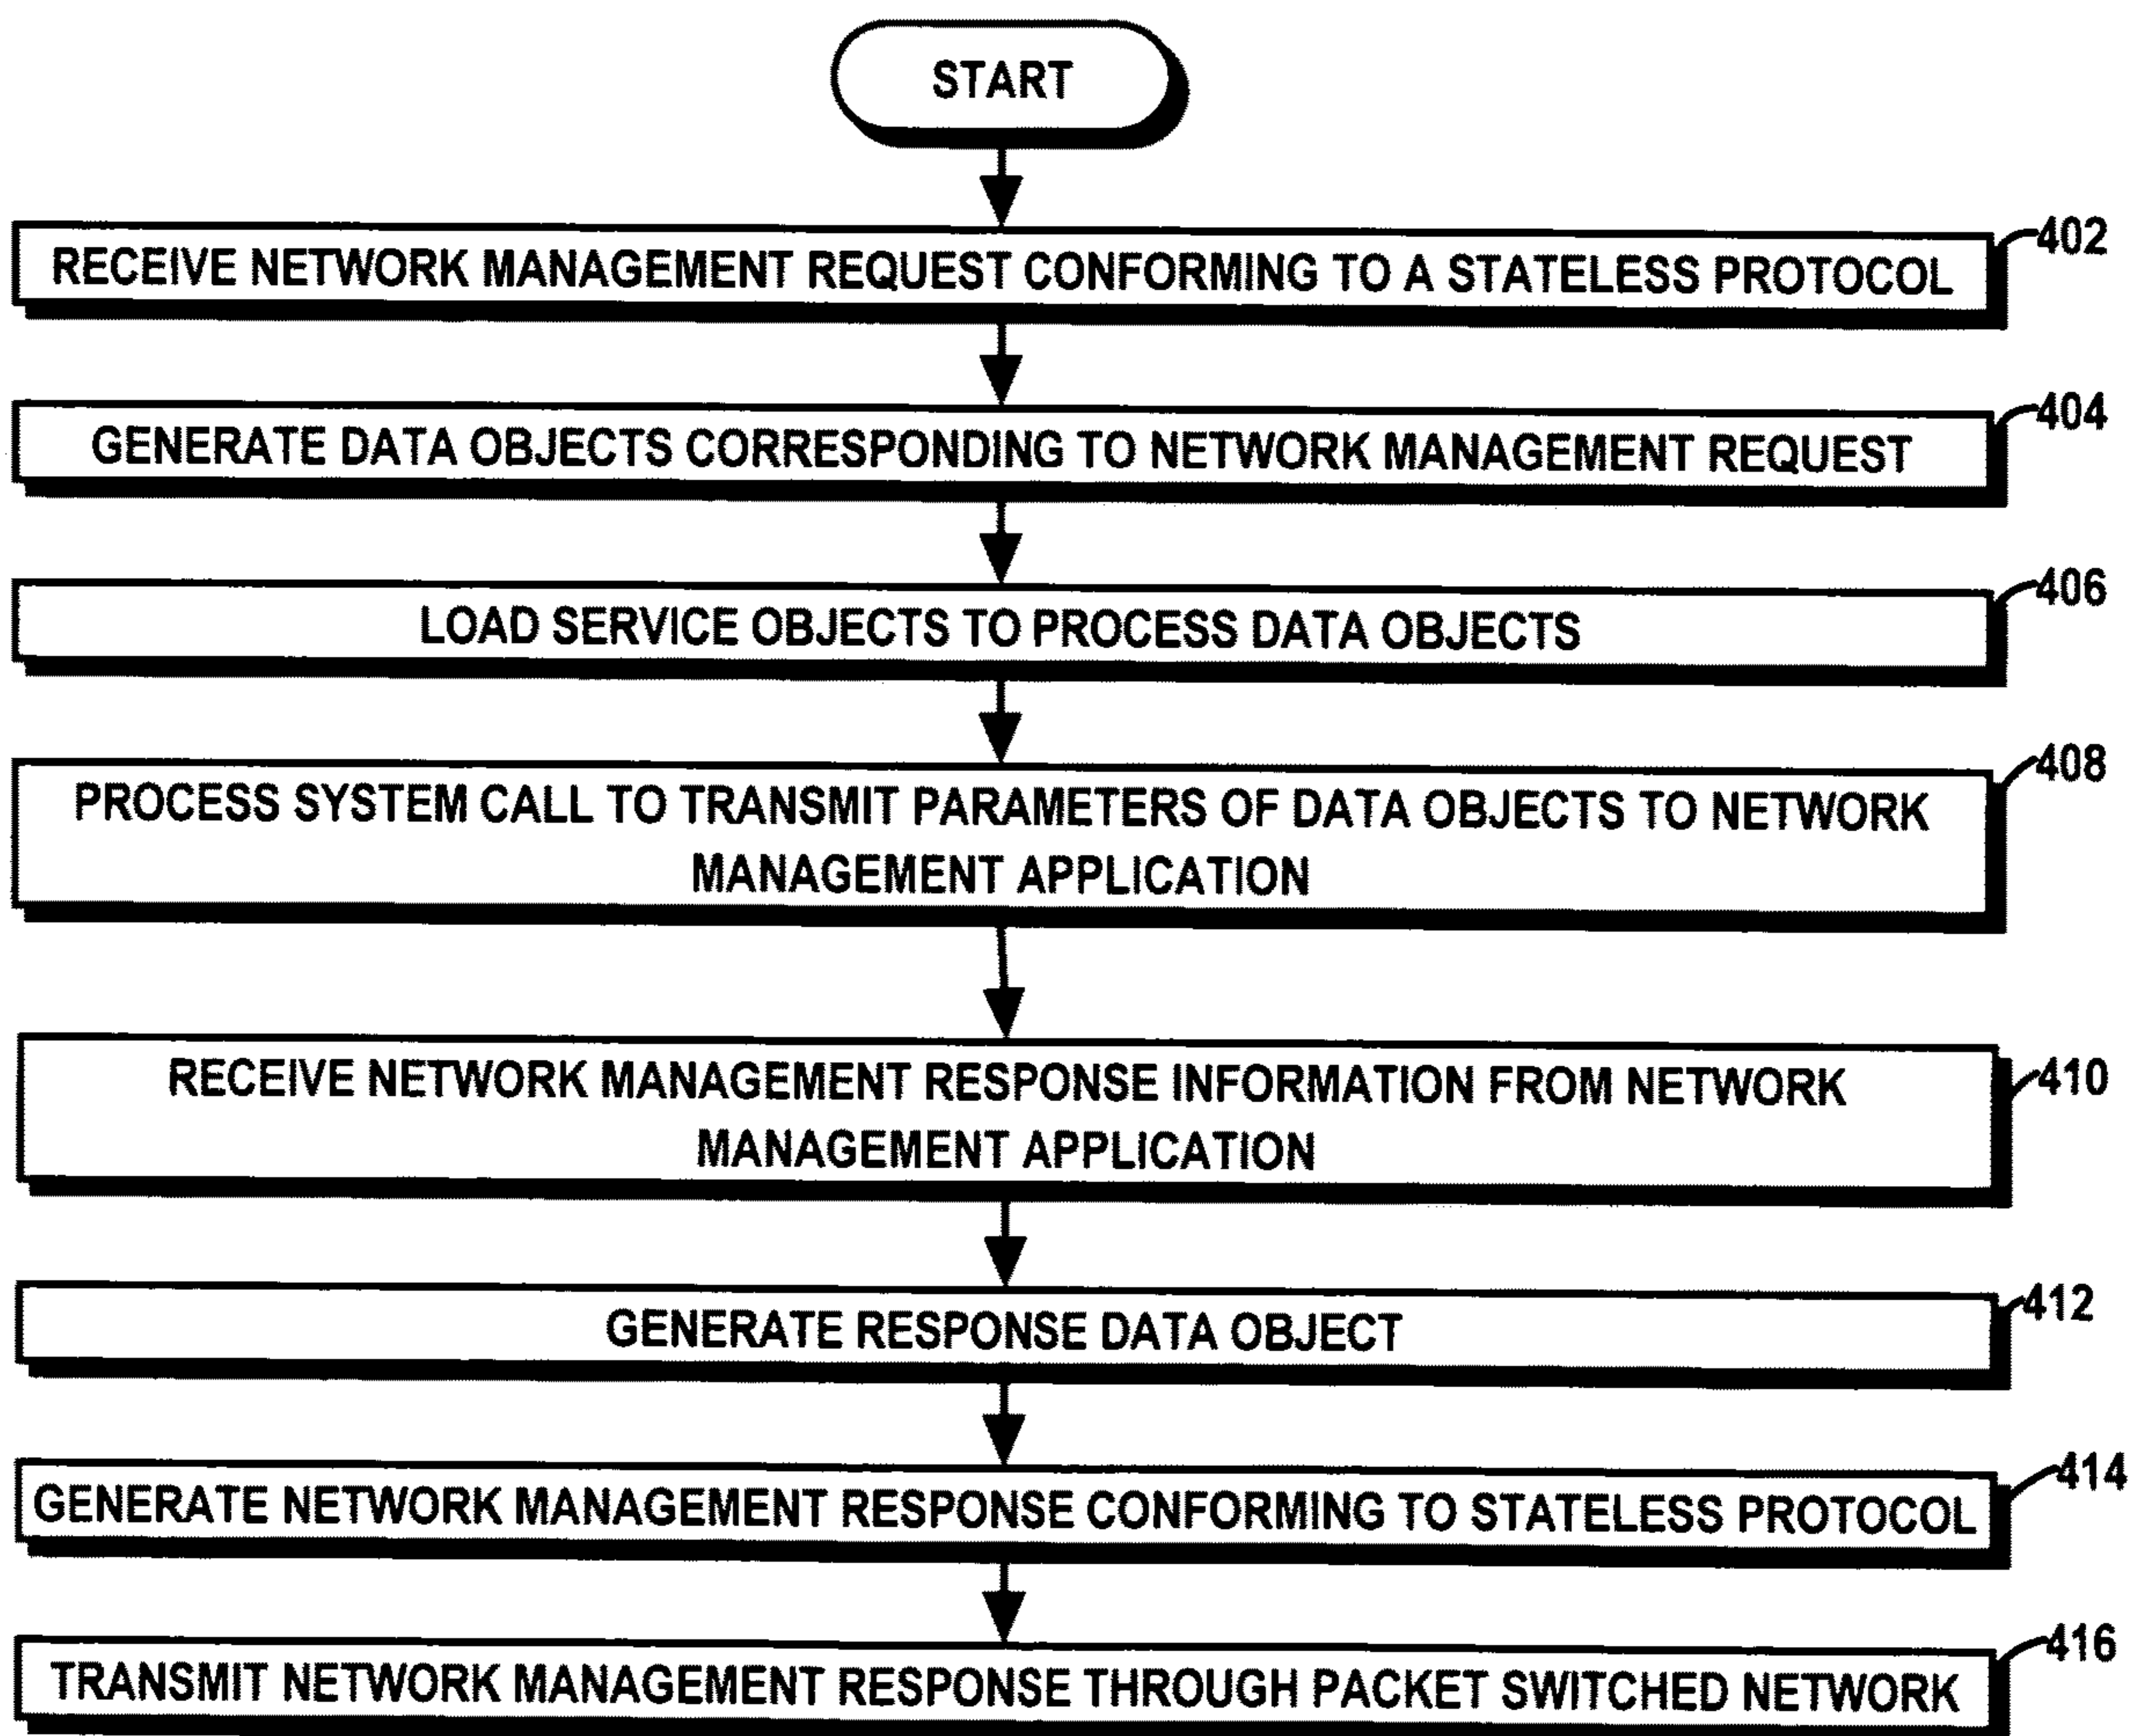 START
RECEIVE NETWORK MANAGEMENT REQUEST CONFORMING TO A STATELESS PROTOCOL
402
GENERATE DATA OBJECTS CORRESPONDING TO NETWORK MANAGEMENT REQUEST
404
LOAD SERVICE OBJECTS TO PROCESS DATA OBJECTS
406
PROCESS SYSTEM CALL TO TRANSMIT PARAMETERS OF DATA OBJECTS TO NETWORK
MANAGEMENT APPLICATION
408
RECEIVE NETWORK MANAGEMENT RESPONSE INFORMATION FROM NETWORK
MANAGEMENT APPLICATION
410
GENERATE RESPONSE DATA OBJECT
412
GENERATE NETWORK MANAGEMENT RESPONSE CONFORMING TO STATELESS PROTOCOL
414
TRANSMIT NETWORK MANAGEMENT RESPONSE THROUGH PACKET SWITCHED NETWORK
416